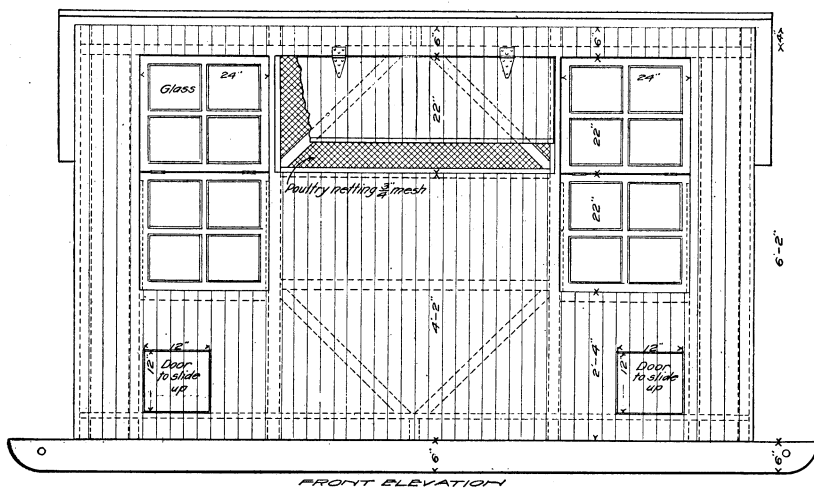 6"
6"
4"
Glass
24"
24"
22"
22"
Poultry netting 3/4 mesh
22"
6'-2"
4'-2"
2'-4"
12"
12"
Door
to slide
up
12"
12"
Door
to slide
up
6"
6"
FRONT ELEVATION